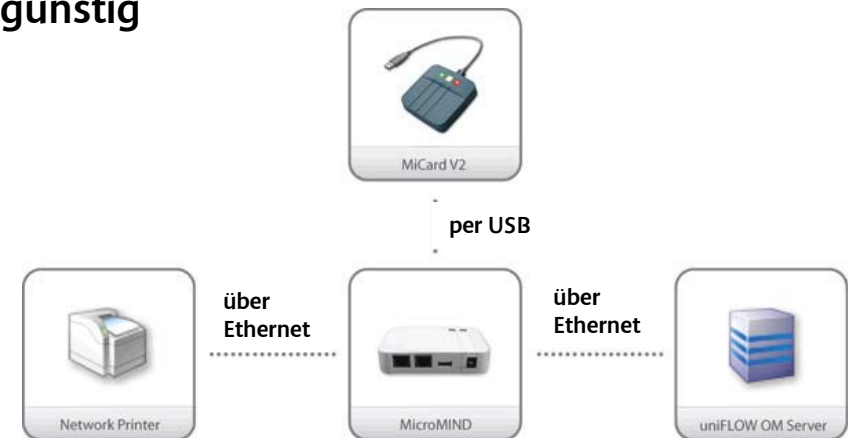 günstig
MiCard V2
per USB
über
Ethernet
über
Ethernet
Network Printer
MicroMIND
uniFLOW OM Server